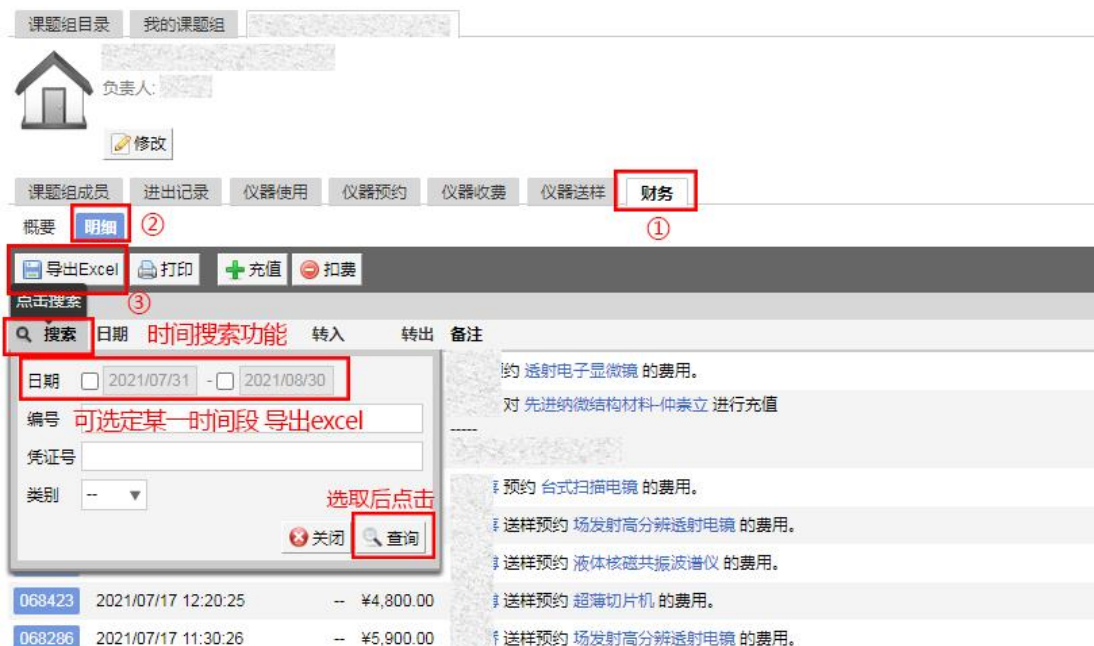 课题组目录 我的课题组
负责人:
修改
课题组成员 进出记录 仪器使用 仪器预约 仪器收费 仪器送样 财务
概要 明细 ② ①
导出Excel 打印 充值 扣费
点击搜索 ③
搜索 日期 时间搜索功能 转入 转出 备注
日期 2021/07/31 - 2021/08/30
约 透射电子显微镜 的费用。
编号 可选定某一时间段 导出excel
对 先进纳微结构材料-仲崇立 进行充值
-----
凭证号
类别 -- 选取后点击
预约 台式扫描电镜 的费用。
关闭 查询
送样预约 场发射高分辨透射电镜 的费用。
送样预约 液体核磁共振波谱仪 的费用。
068423 2021/07/17 12:20:25 -- ¥4,800.00 送样预约 超薄切片机 的费用。
068286 2021/07/17 11:30:26 -- ¥5,900.00 送样预约 场发射高分辨透射电镜 的费用。